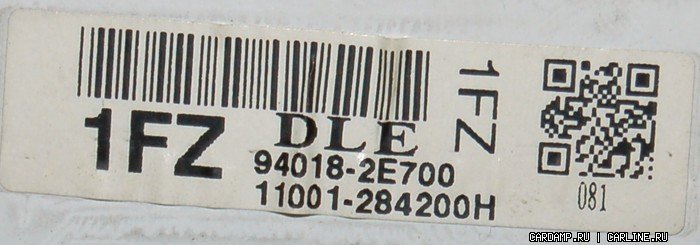 1FZ DLE 1FZ
94018-2E700
11001-284200H
081
CARDAMP.RU | CARLINE.RU